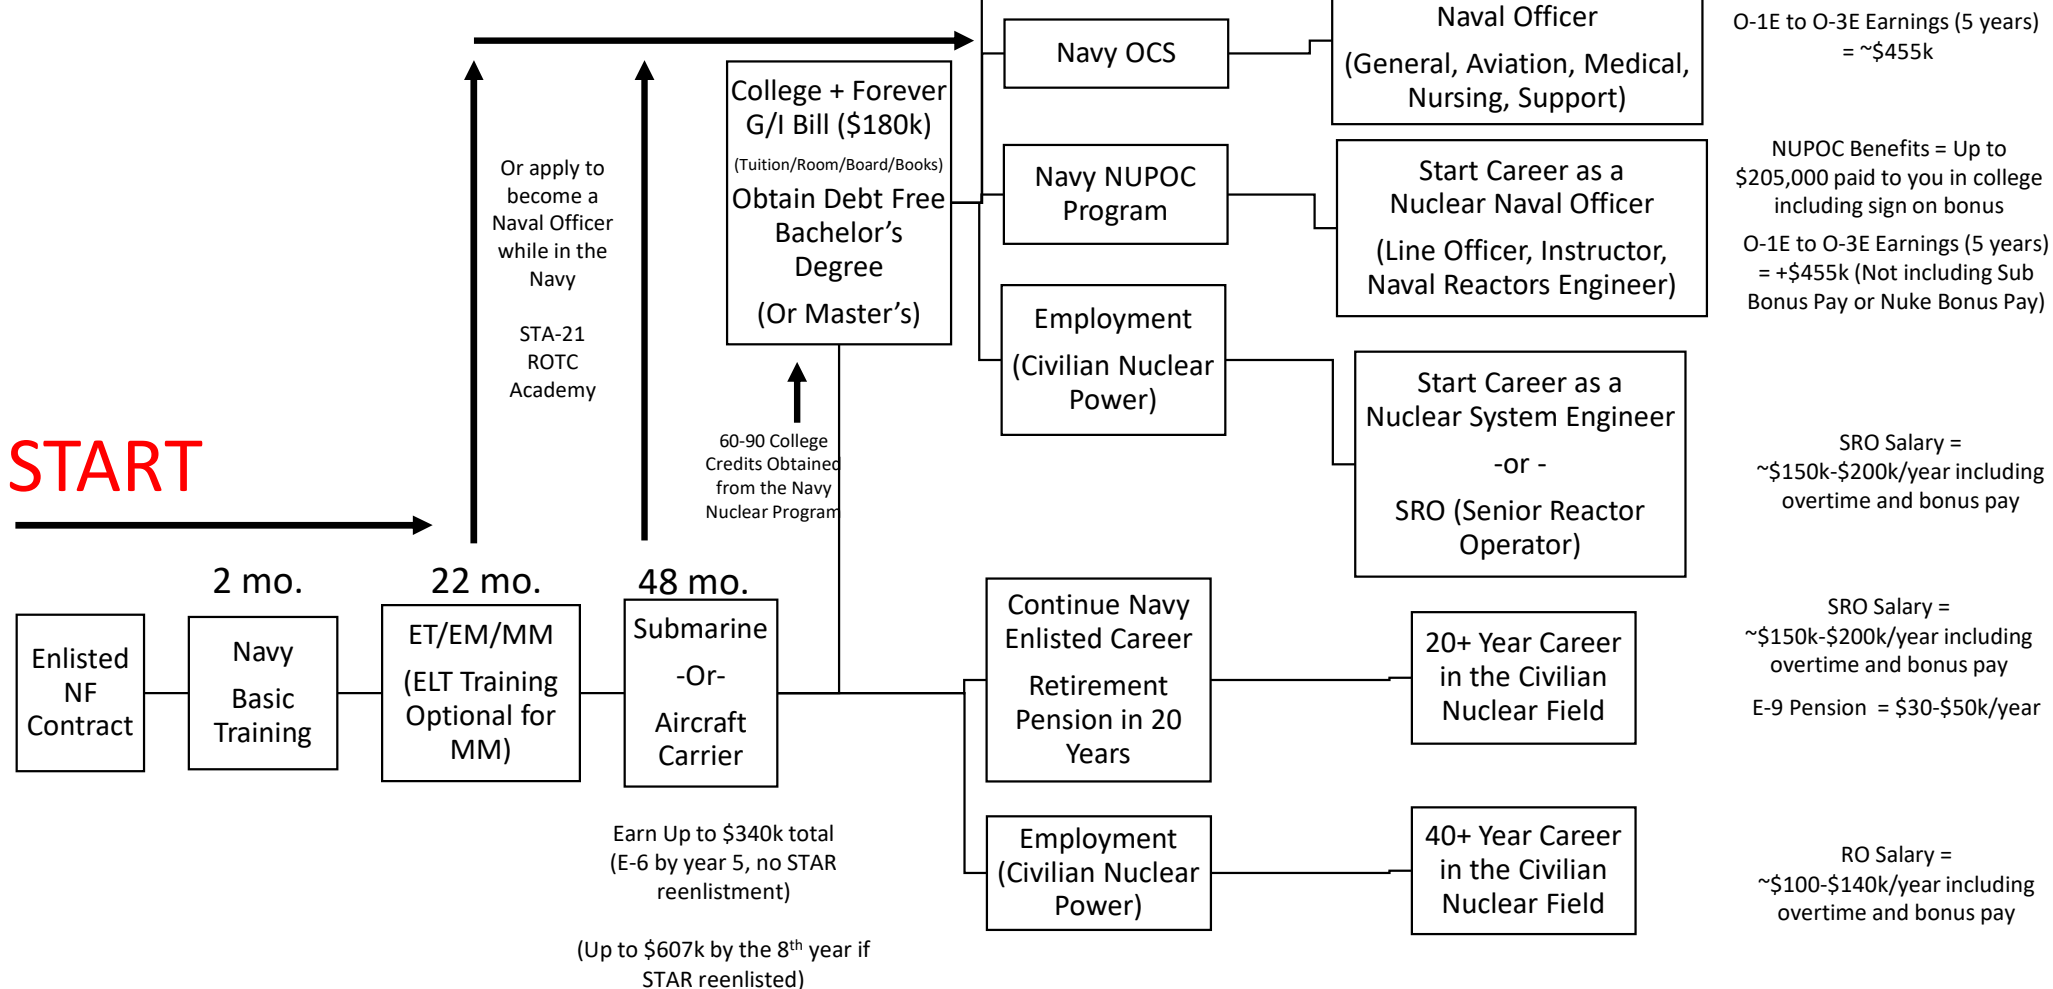 Naval Officer
(General, Aviation, Medical,
Nursing, Support)
O-1E to O-3E Earnings (5 years)
= ~$455k
Navy OCS
College + Forever
G/I Bill ($180k)
(Tuition/Room/Board/Books)
Obtain Debt Free
Bachelor’s
Degree
(Or Master’s)
Or apply to
become a
Naval Officer
while in the
Navy
STA-21
ROTC
Academy
Navy NUPOC
Program
Start Career as a
Nuclear Naval Officer
(Line Officer, Instructor,
Naval Reactors Engineer)
NUPOC Benefits = Up to
$205,000 paid to you in college
including sign on bonus
O-1E to O-3E Earnings (5 years)
= +$455k (Not including Sub
Bonus Pay or Nuke Bonus Pay)
Employment
(Civilian Nuclear
Power)
Start Career as a
Nuclear System Engineer
-or -
SRO (Senior Reactor
Operator)
SRO Salary =
~$150k-$200k/year including
overtime and bonus pay
60-90 College
Credits Obtained
from the Navy
Nuclear Program
START
2 mo.
22 mo.
48 mo.
Enlisted
NF
Contract
Navy
Basic
Training
ET/EM/MM
(ELT Training
Optional for
MM)
Submarine
-Or-
Aircraft
Carrier
Continue Navy
Enlisted Career
Retirement
Pension in 20
Years
20+ Year Career
in the Civilian
Nuclear Field
SRO Salary =
~$150k-$200k/year including
overtime and bonus pay
E-9 Pension = $30-$50k/year
Earn Up to $340k total
(E-6 by year 5, no STAR
reenlistment)
(Up to $607k by the 8th year if
STAR reenlisted)
Employment
(Civilian Nuclear
Power)
40+ Year Career
in the Civilian
Nuclear Field
RO Salary =
~$100-$140k/year including
overtime and bonus pay